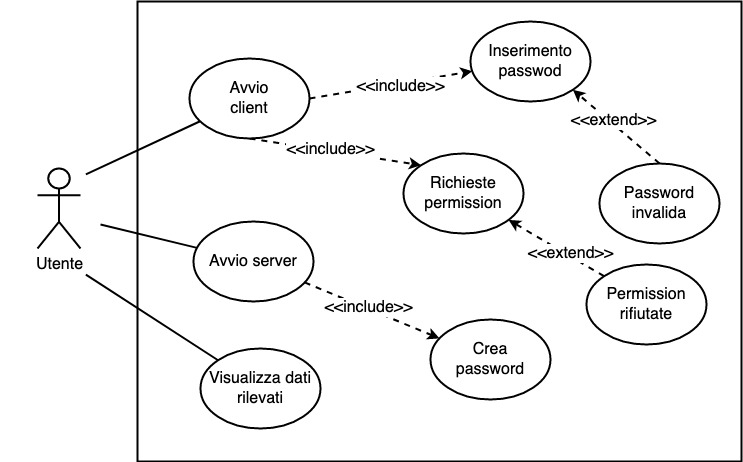 Inserimento
passwod
Avvio
client
<<include>>
<<extend>>
<<include>>
Richieste
permission
Password
invalida
Utente
Avvio server
<<extend>>
Permission
rifiutate
<<include>>
Crea
password
Visualizza dati
rilevati